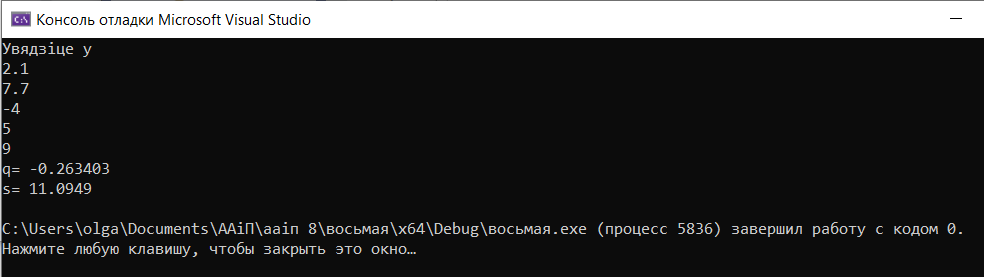 Консоль отладки Microsoft Visual Studio
Увядзіце y
2.1
7.7
-4
5
9
q= -0.263403
s= 11.0949
C:\Users\olga\Documents\ААіП\ааіп 8\восьмая\x64\Debug\восьмая.exe (процесс 5836) завершил работу с кодом 0.
Нажмите любую клавишу, чтобы закрыть это окно…